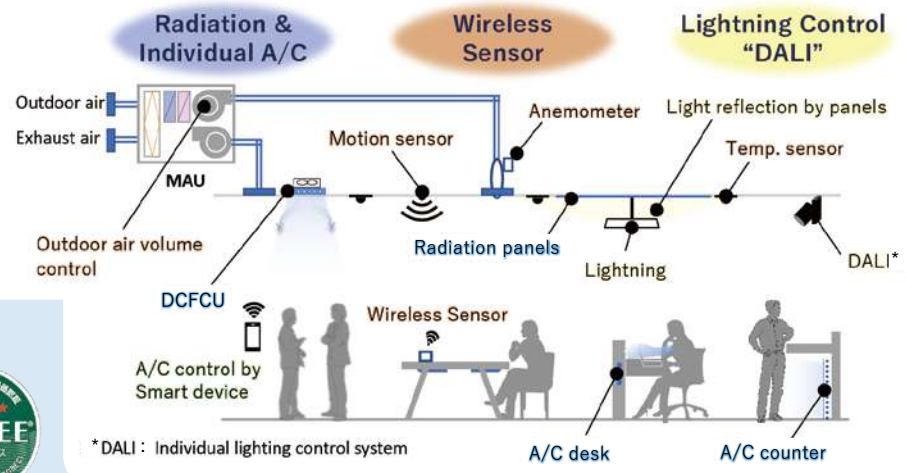 Radiation &
Individual A/C
Wireless
Sensor
Lightning Control
“DALI”
Outdoor air
Exhaust air
MAU
Motion sensor
Anemometer
Light reflection by panels
Temp. sensor
Outdoor air volume
control
DCFCU
Radiation panels
Lightning
DALI*
A/C control by
Smart device
Wireless Sensor
A/C desk
A/C counter
*DALI： Individual lighting control system